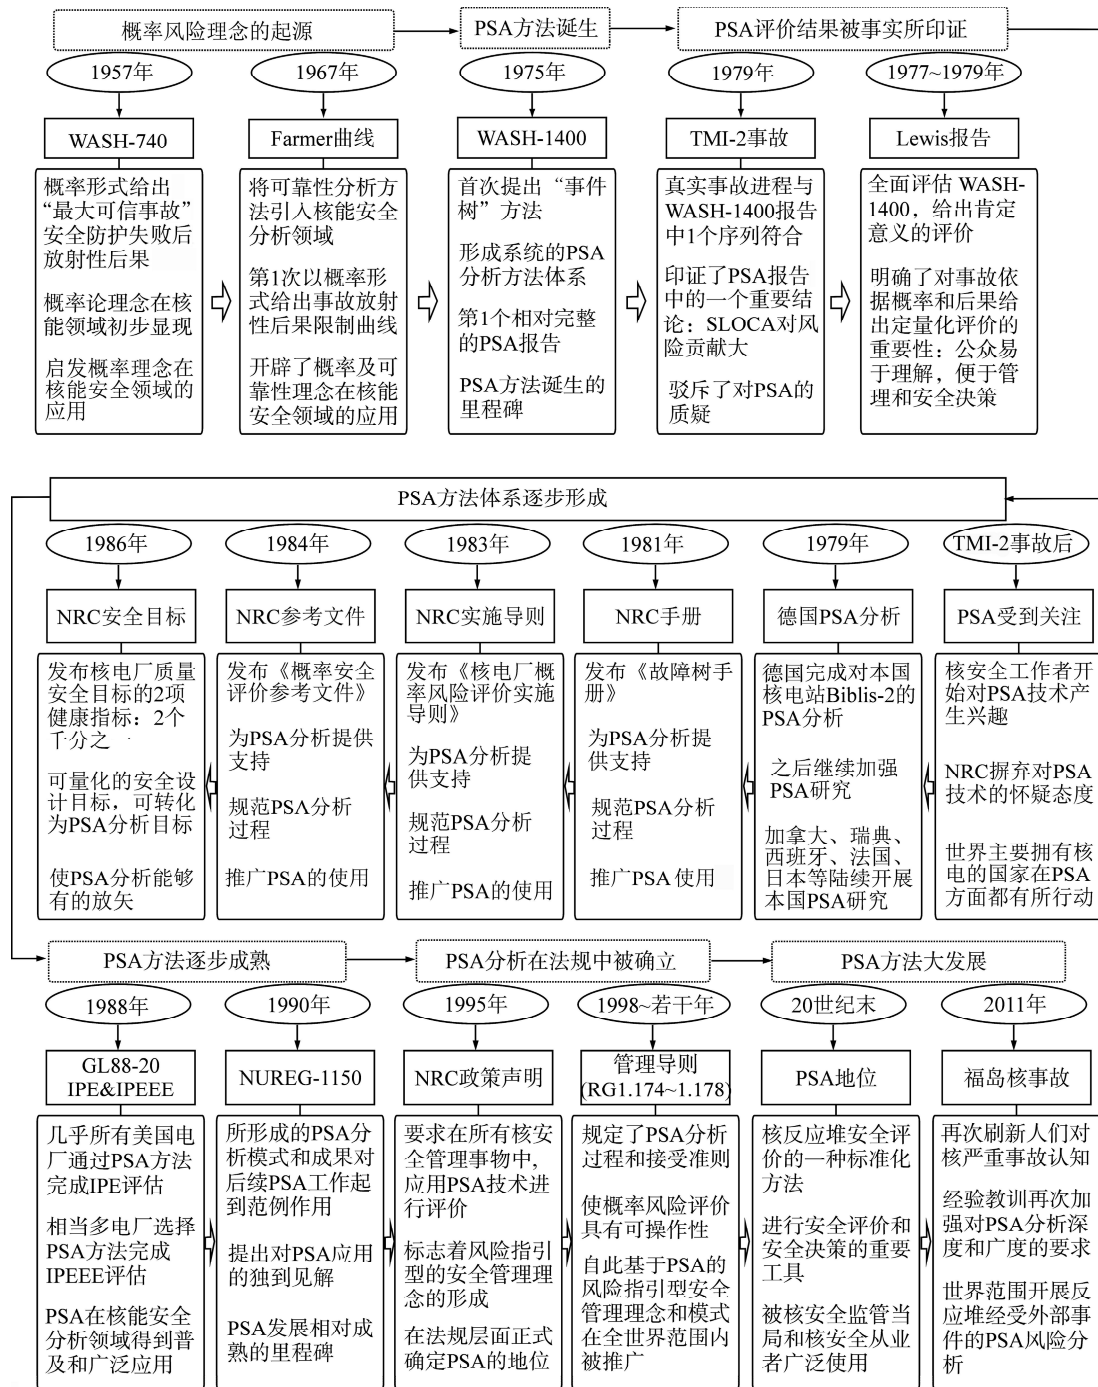 概率风险理念的起源
PSA方法诞生
PSA评价结果被事实所印证
1957年
1967年
1975年
1979年
1977~1979年
WASH-740
Farmer曲线
WASH-1400
TMI-2事故
Lewis报告
概率形式给出
“最大可信事故”
安全防护失败后
放射性后果
概率论理念在核
能领域初步显现
启发概率理念在
核能安全领域的
应用
将可靠性分析方
法引入核能安全
分析领域
第1次以概率形
式给出事故放射
性后果限制曲线
开辟了概率及可
靠性理念在核能
安全领域的应用
首次提出“事件
树”方法
形成系统的PSA
分析方法体系
第1个相对完整
的PSA报告
PSA方法诞生的
里程碑
真实事故进程与
WASH-1400报告
中1个序列符合
印证了PSA报告
中的一个重要结
论：SLOCA对风
险贡献大
驳斥了对PSA的
质疑
全面评估 WASH-
1400，给出肯定
意义的评价
明确了对事故依
据概率和后果给
出定量化评价的
重要性：公众易
于理解，便于管
理和安全决策
PSA方法体系逐步形成
1986年
1984年
1983年
1981年
1979年
TMI-2事故后
NRC安全目标
NRC参考文件
NRC实施导则
NRC手册
德国PSA分析
PSA受到关注
发布核电厂质量
安全目标的2项
健康指标：2个
千分之
可量化的安全设
计目标，可转化
为PSA分析目标
使PSA分析能够
有的放矢
发布《概率安全
评价参考文件》
为PSA分析提供
支持
规范PSA分析
过程
推广PSA的使用
发布《核电厂概
率风险评价实施
导则》
为PSA分析提
供支持
规范PSA分析
过程
推广PSA的使用
发布《故障树手
册》
为PSA分析提
供支持
规范PSA分析
过程
推广PSA使用
德国完成对本国
核电站Biblis-2的
PSA分析
之后继续加强
PSA研究
加拿大、瑞典、
西班牙、法国、
日本等陆续开展
本国PSA研究
核安全工作者开
始对PSA技术产
生兴趣
NRC摒弃对PSA
技术的怀疑态度
世界主要拥有核
电的国家在PSA
方面都有所行动
PSA方法逐步成熟
PSA分析在法规中被确立
PSA方法大发展
1988年
1990年
1995年
1998~若干年
20世纪末
2011年
GL88-20
IPE&IPEEE
NUREG-1150
NRC政策声明
管理导则
(RG1.174~1.178)
PSA地位
福岛核事故
几乎所有美国电
厂通过PSA方法
完成IPE评估
相当多电厂选择
PSA方法完成
IPEEE评估
PSA在核能安全
分析领域得到普
及和广泛应用
所形成的PSA分
析模式和成果对
后续PSA工作起
到范例作用
提出对PSA应用
的独到见解
PSA发展相对成
熟的里程碑
要求在所有核安
全管理事物中，
应用PSA技术进
行评价
标志着风险指引
型的安全管理理
念的形成
在法规层面正式
确定PSA的地位
规定了PSA分析
过程和接受准则
使概率风险评价
具有可操作性
自此基于PSA的
风险指引型安全
管理理念和模式
在全世界范围内
被推广
核反应堆安全评
价的一种标准化
方法
进行安全评价和
安全决策的重要
工具
被核安全监管当
局和核安全从业
者广泛使用
再次刷新人们对
核严重事故认知
经验教训再次加
强对PSA分析深
度和广度的要求
世界范围开展反
应堆经受外部事
件的PSA风险分
析